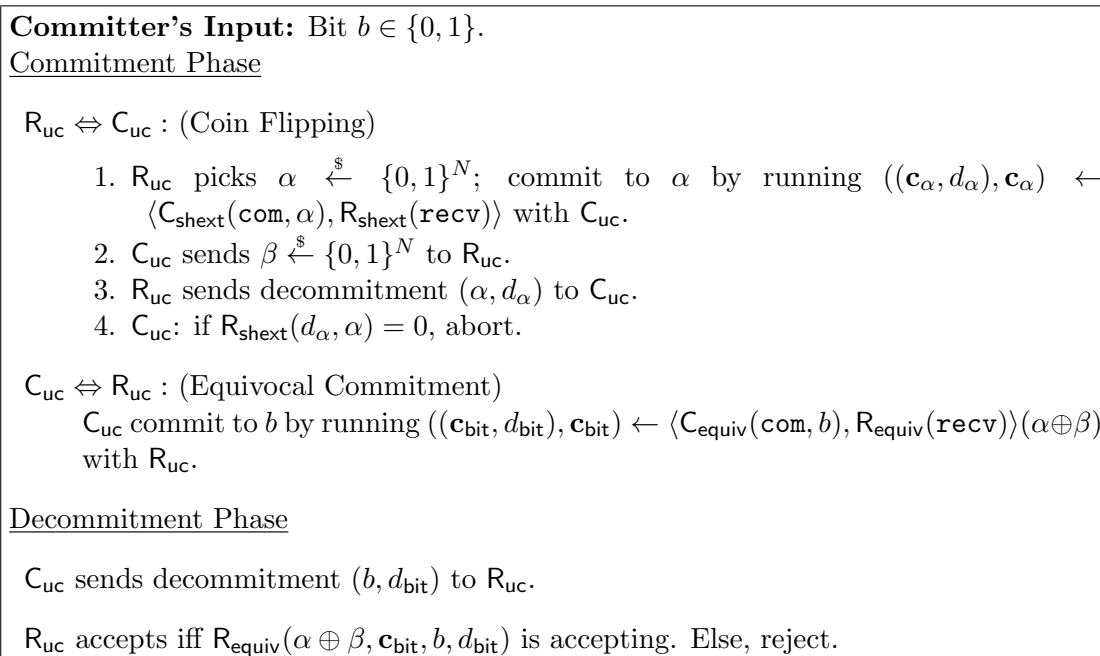 Committer's Input: Bit b ∈ {0, 1}.
Commitment Phase
R_uc ⇔ C_uc : (Coin Flipping)
1. R_uc picks α ←$ {0, 1}^N; commit to α by running ((c_α, d_α), c_α) ←
⟨C_shext(com, α), R_shext(recv)⟩ with C_uc.
2. C_uc sends β ←$ {0, 1}^N to R_uc.
3. R_uc sends decommitment (α, d_α) to C_uc.
4. C_uc: if R_shext(d_α, α) = 0, abort.
C_uc ⇔ R_uc : (Equivocal Commitment)
C_uc commit to b by running ((c_bit, d_bit), c_bit) ← ⟨C_equiv(com, b), R_equiv(recv)⟩(α⊕β)
with R_uc.
Decommitment Phase
C_uc sends decommitment (b, d_bit) to R_uc.
R_uc accepts iff R_equiv(α ⊕ β, c_bit, b, d_bit) is accepting. Else, reject.